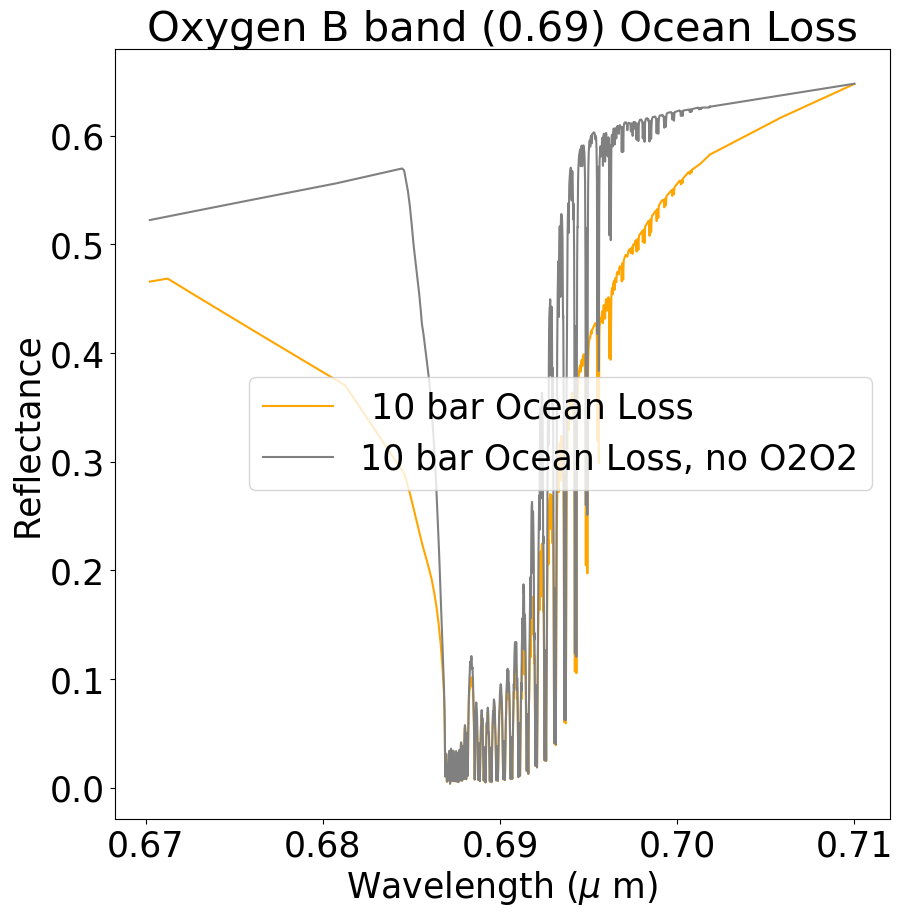 Oxygen B band (0.69) Ocean Loss
0.6
0.5
0.4
0.3
0.2
0.1
0.0
Reflectance
10 bar Ocean Loss
10 bar Ocean Loss, no O2O2
0.67 0.68 0.69 0.70 0.71
Wavelength (μ m)